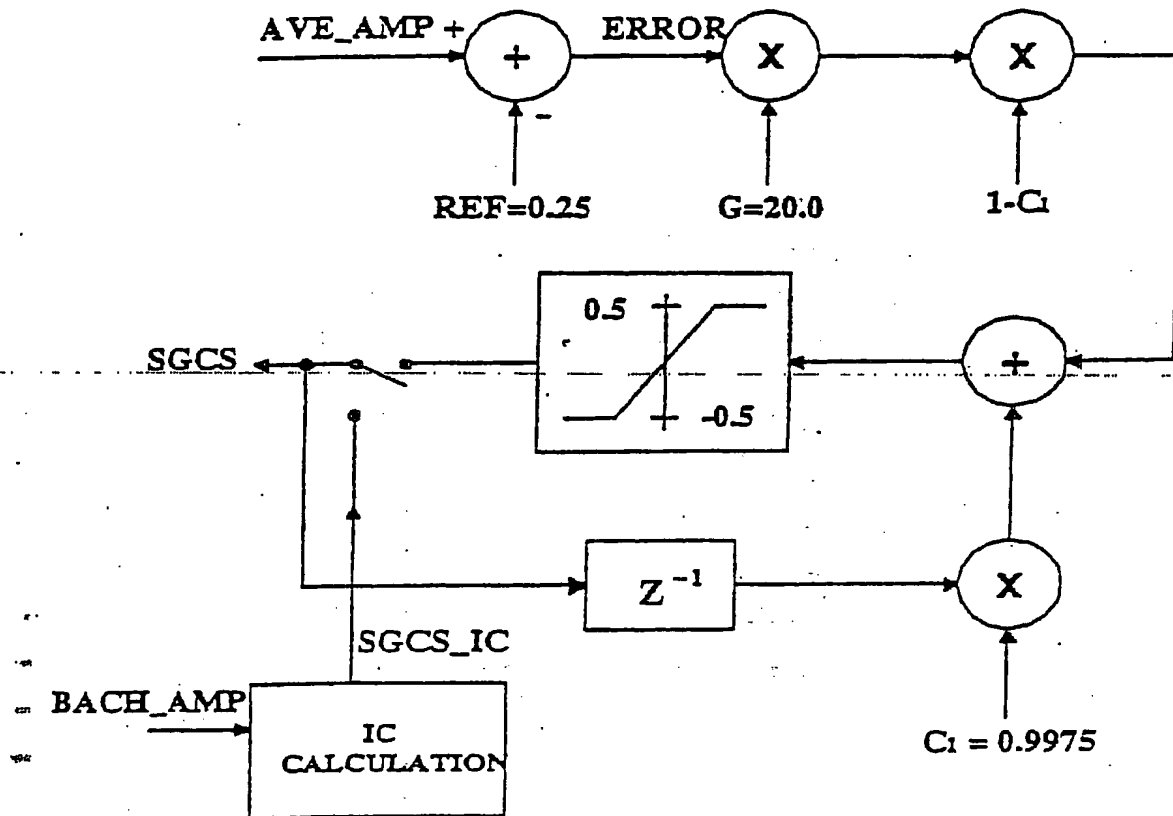 AVE_AMP +
+
ERROR
X
X
-
REF=0.25
G=20.0
1-C1
0.5
-0.5
SGCS
+
Z -1
X
SGCS_IC
BACH_AMP
IC
CALCULATION
C1 = 0.9975